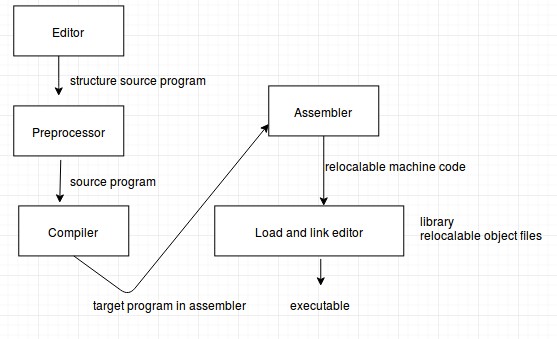 Editor
structure source program
Preprocessor
source program
Compiler
target program in assembler
Assembler
relocalable machine code
Load and link editor
library
relocalable object files
executable